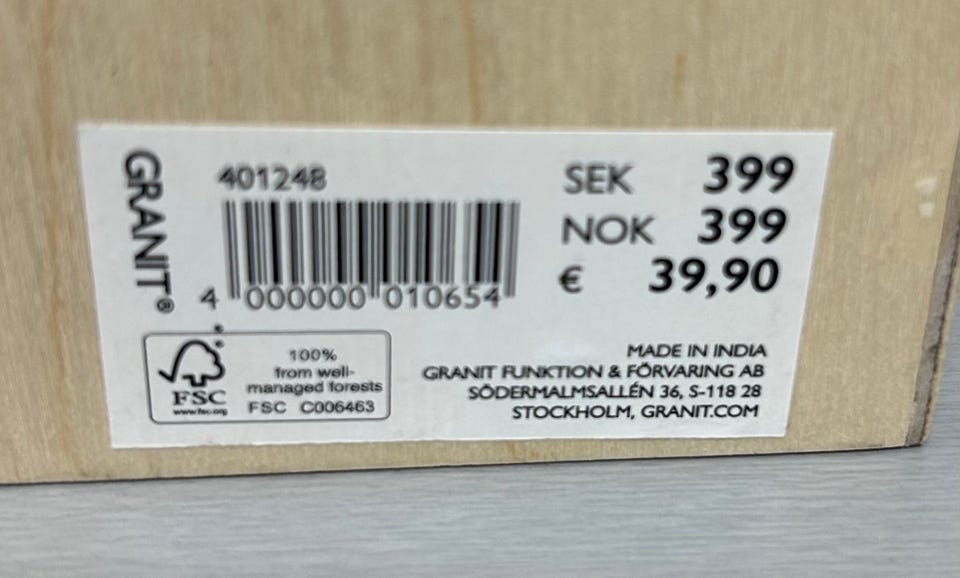 GRANIT®
401248
4 000000 010654
SEK 399
NOK 399
€ 39,90
FSC
www.fsc.org
100%
from well-
managed forests
FSC C006463
MADE IN INDIA
GRANIT FUNKTION & FÖRVARING AB
SÖDERMALMSALLÉN 36, S-118 28
STOCKHOLM, GRANIT.COM